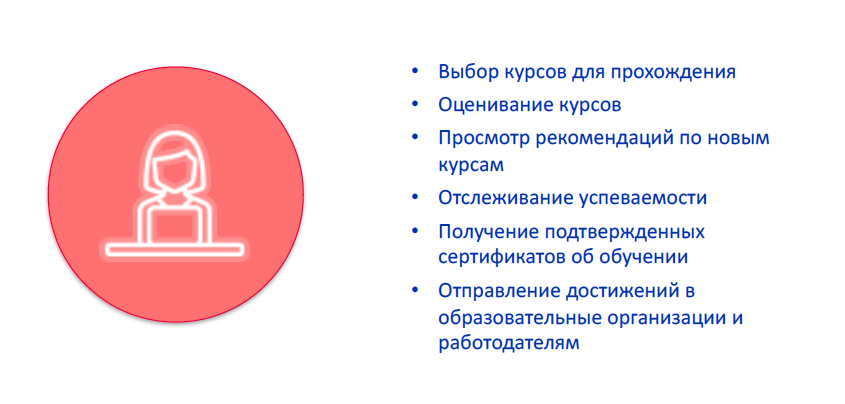 • Выбор курсов для прохождения
• Оценивание курсов
• Просмотр рекомендаций по новым
курсам
• Отслеживание успеваемости
• Получение подтвержденных
сертификатов об обучении
• Отправление достижений в
образовательные организации и
работодателям